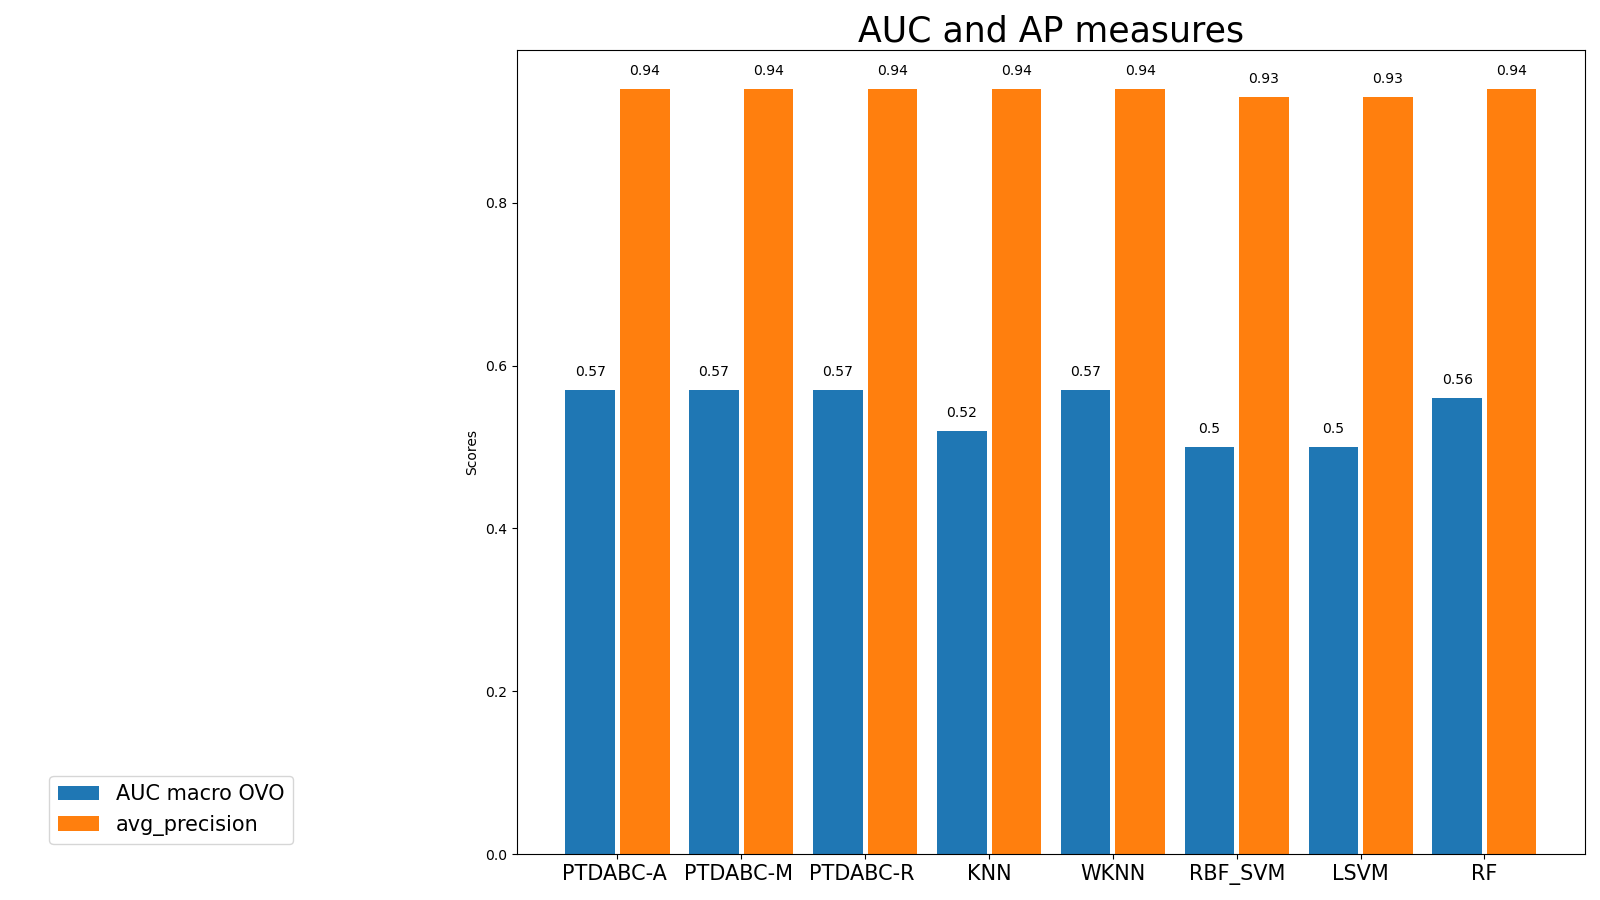 AUC and AP measures
0.94 0.94 0.94 0.94 0.94 0.93 0.93 0.94
0.8
0.6
0.57 0.57 0.57 0.52 0.57 0.5 0.5 0.56
Scores
0.4
0.2
0.0
PTDABC-A PTDABC-M PTDABC-R KNN WKNN RBF_SVM LSVM RF
AUC macro OVO
avg_precision